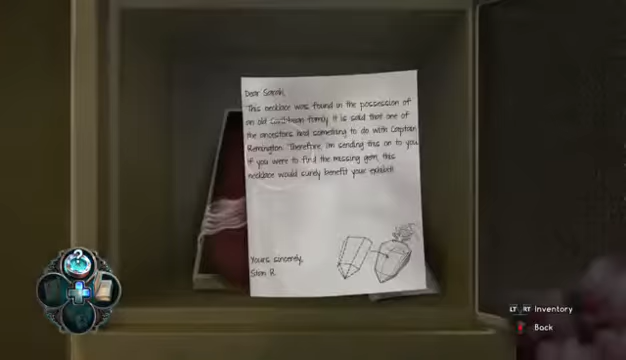 Dear Sarah,
This necklace was found in the possession of
an old Caribbean family. It is said that one of
the ancestors had something to do with Captain
Remington. Therefore, I'm sending this on to you.
If you were to find the missing gem, this
necklace would surely benefit your exhibit!
Yours sincerely,
Stan R.
LT RT Inventory
Back